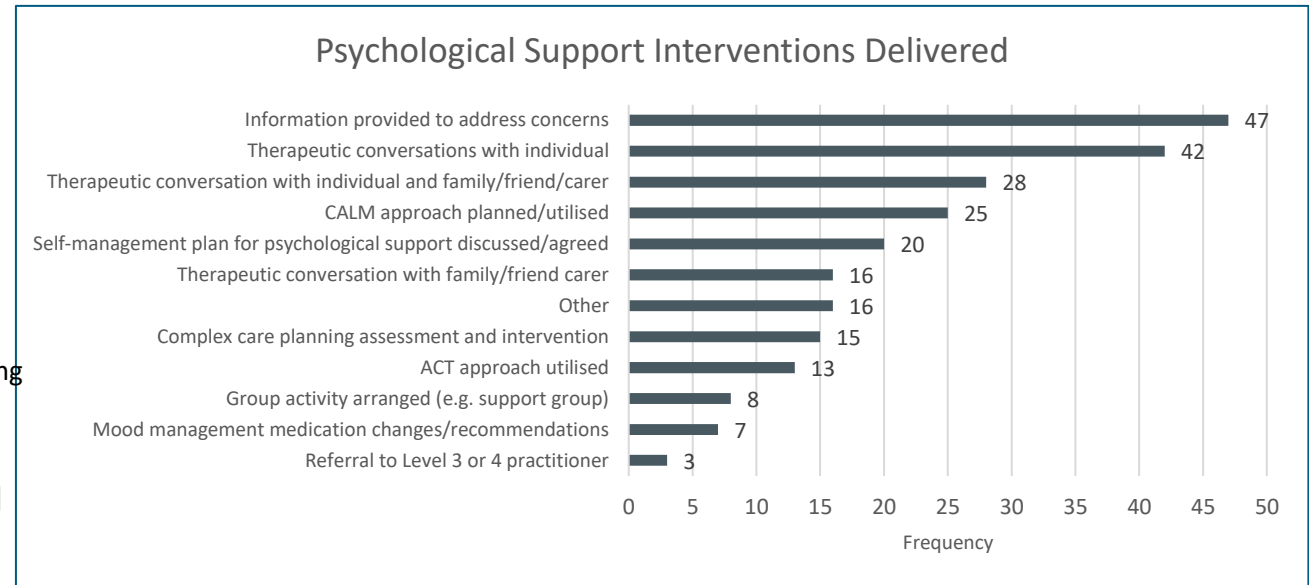 Psychological Support Interventions Delivered
Information provided to address concerns 47
Therapeutic conversations with individual 42
Therapeutic conversation with individual and family/friend/carer 28
CALM approach planned/utilised 25
Self-management plan for psychological support discussed/agreed 20
Therapeutic conversation with family/friend carer 16
Other 16
Complex care planning assessment and intervention 15
ng
ACT approach utilised 13
Group activity arranged (e.g. support group) 8
Mood management medication changes/recommendations 7
Referral to Level 3 or 4 practitioner 3
0 5 10 15 20 25 30 35 40 45 50
Frequency